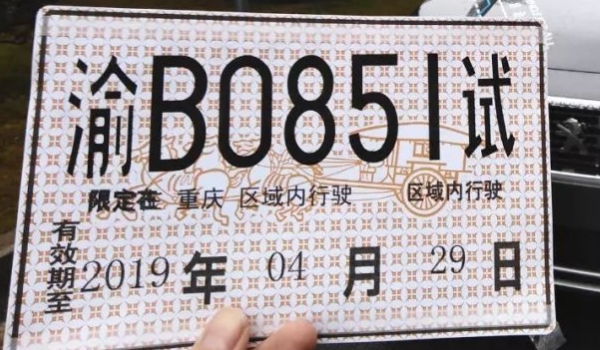 渝B0851试
限定在 重庆 区域内行驶 区域内行驶
有效期至 2019 年 04 月 29 日